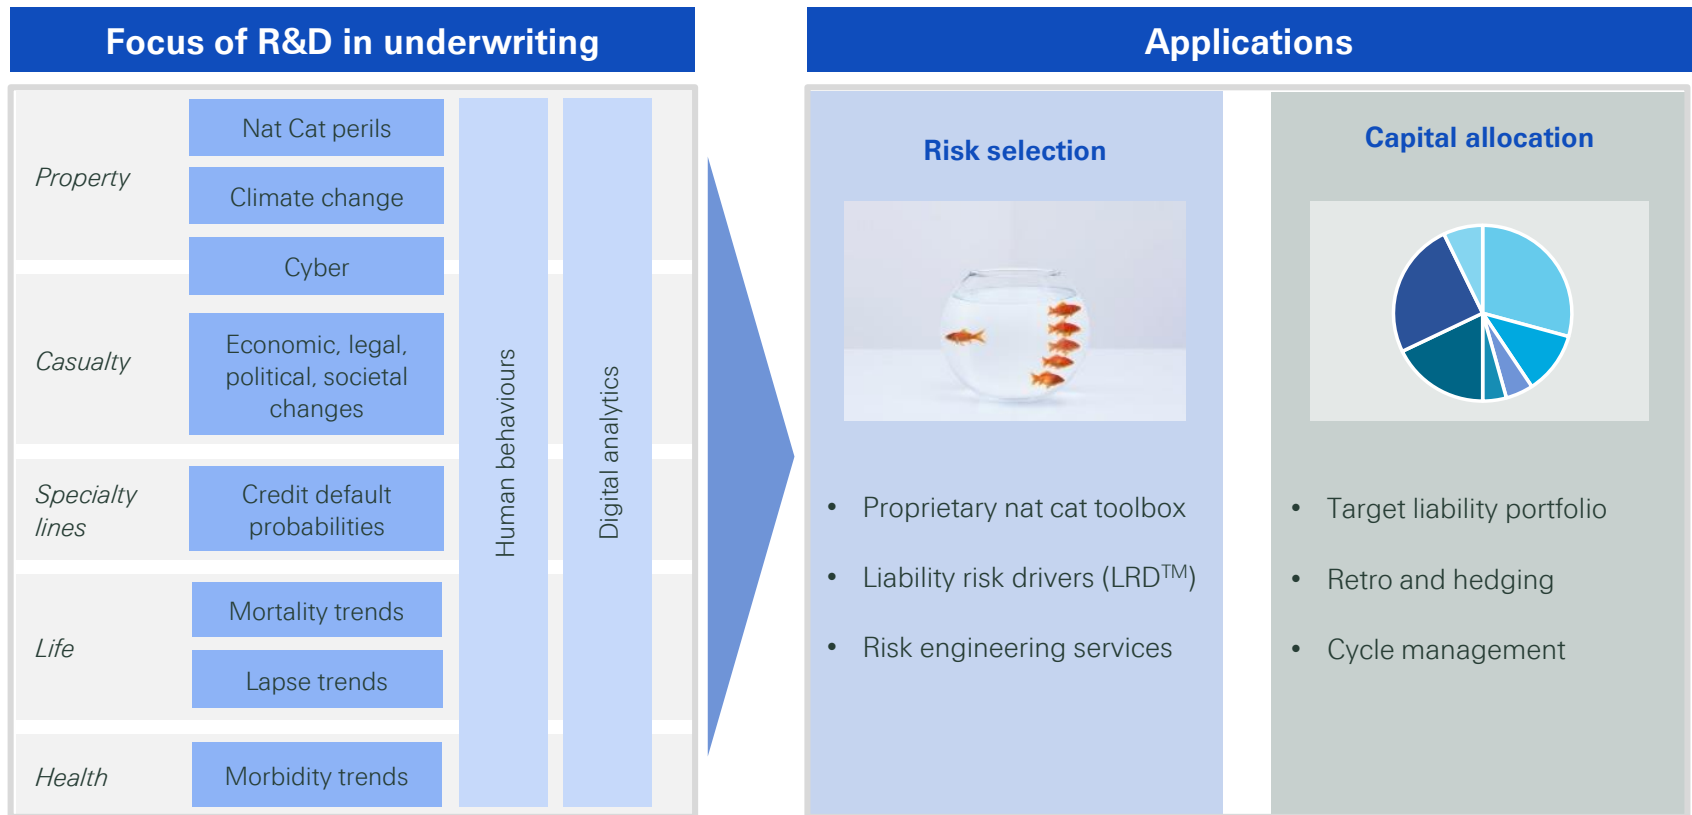 Focus of R&D in underwriting
Property
Nat Cat perils
Climate change
Cyber
Casualty
Economic, legal,
political, societal
changes
Specialty
lines
Credit default
probabilities
Life
Mortality trends
Lapse trends
Health
Morbidity trends
Human behaviours
Digital analytics
Applications
Risk selection
• Proprietary nat cat toolbox
• Liability risk drivers (LRD™)
• Risk engineering services
Capital allocation
• Target liability portfolio
• Retro and hedging
• Cycle management